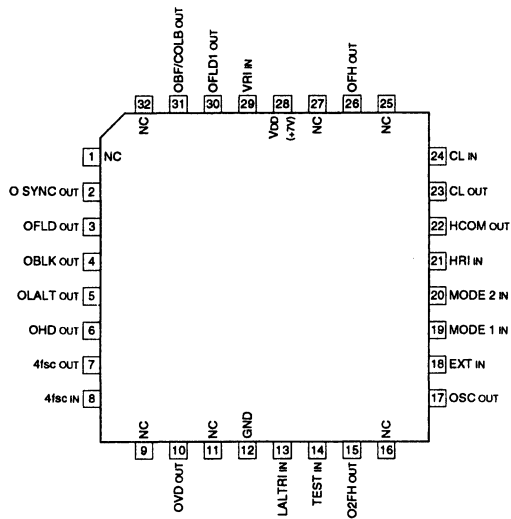 OBF/COLB OUT
OFLD1 OUT
VRI IN
OFH OUT
32 31 30 29 28 27 26 25
NC
VDD (+7V)
NC
NC
1 NC
24 CL IN
O SYNC OUT 2
23 CL OUT
OFLD OUT 3
22 HCOM OUT
OBLK OUT 4
21 HRI IN
OLALT OUT 5
20 MODE 2 IN
OHD OUT 6
19 MODE 1 IN
4fsc OUT 7
18 EXT IN
4fsc IN 8
17 OSC OUT
NC
NC
GND
NC
9 10 11 12 13 14 15 16
OVD OUT
LALTRI IN
TEST IN
O2FH OUT